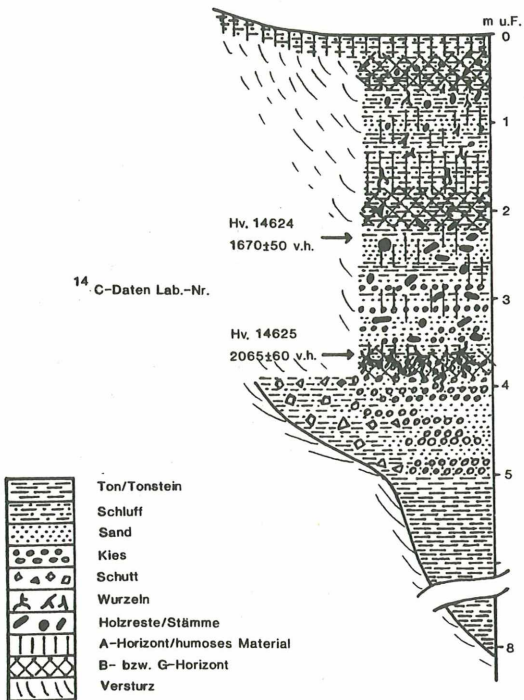 m u.F.
0
1
2
Hv. 14624
1670±50 v.h.
14C-Daten Lab.-Nr.
3
Hv. 14625
2065±60 v.h.
4
5
8
Ton/Tonstein
Schluff
Sand
Kies
Schutt
Wurzeln
Holzreste/Stämme
A-Horizont/humoses Material
B- bzw. G-Horizont
Versturz